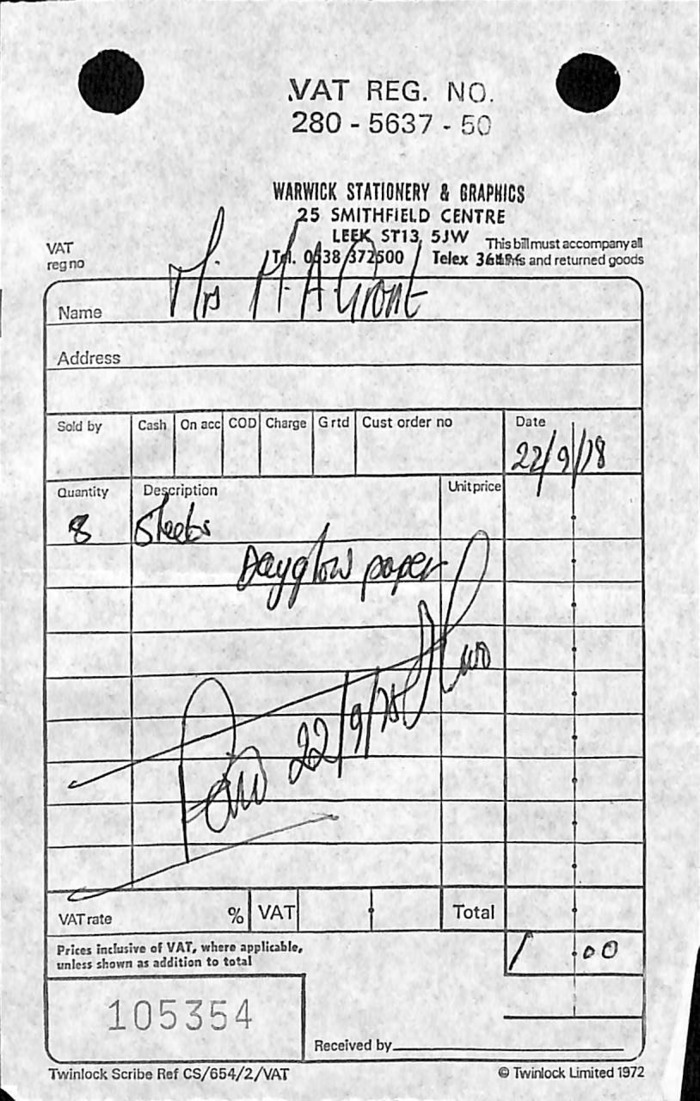 VAT REG. NO.
280 - 5637 - 50
WARWICK STATIONERY & GRAPHICS
25 SMITHFIELD CENTRE
LEEK ST13 5JW
Tel. 0538 372500 Telex
VAT
reg no
This bill must accompany all
and returned goods
Name Mrs M. A. Grant
Address
Sold by Cash On acc COD Charge Grtd Cust order no Date
22/9/78
Quantity Description Unit price
8 Sheets
Dayglow paper
Paid 22/9/78
VAT rate % VAT Total
Prices inclusive of VAT, where applicable,
unless shown as addition to total
1 .00
105354
Received by
Twinlock Scribe Ref CS/654/2/VAT © Twinlock Limited 1972